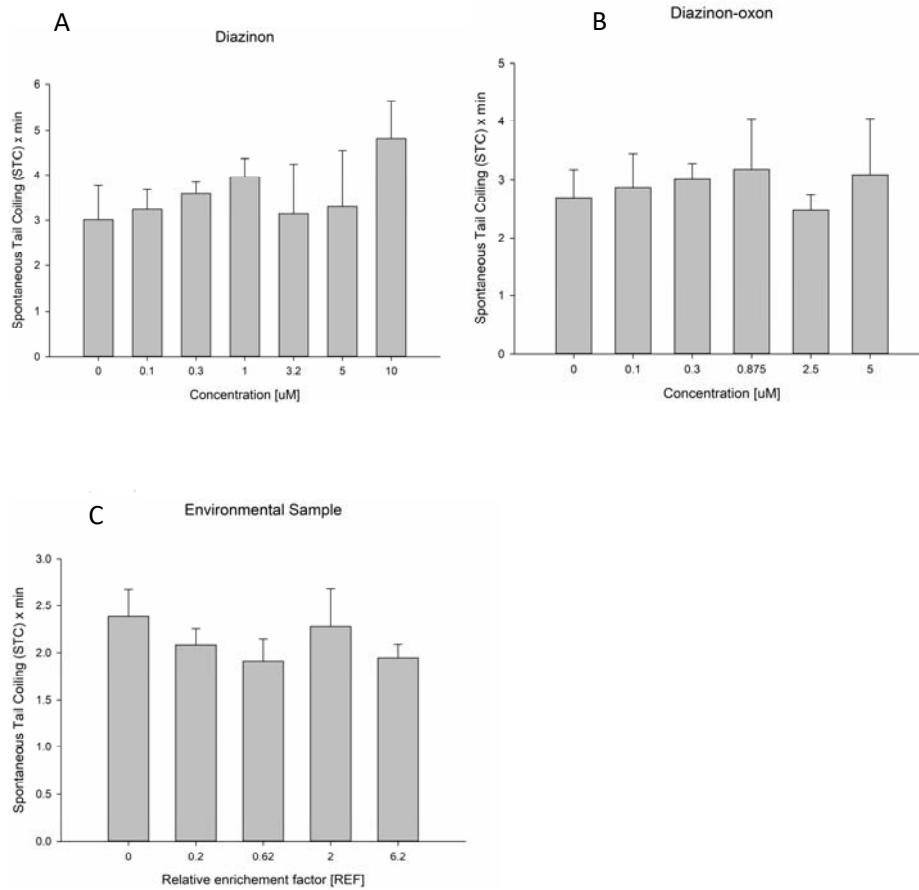 A
Diazinon
Spontaneous Tail Coiling (STC) x min
6
5
4
3
2
1
0
0 0.1 0.3 1 3.2 5 10
Concentration [uM]
B
Diazinon-oxon
Spontaneous Tail Coiling (STC) x min
5
4
3
2
1
0
0 0.1 0.3 0.875 2.5 5
Concentration [uM]
C
Environmental Sample
Spontaneous Tail Coiling (STC) x min
3.0
2.5
2.0
1.5
1.0
0.5
0.0
0 0.2 0.62 2 6.2
Relative enrichement factor [REF]